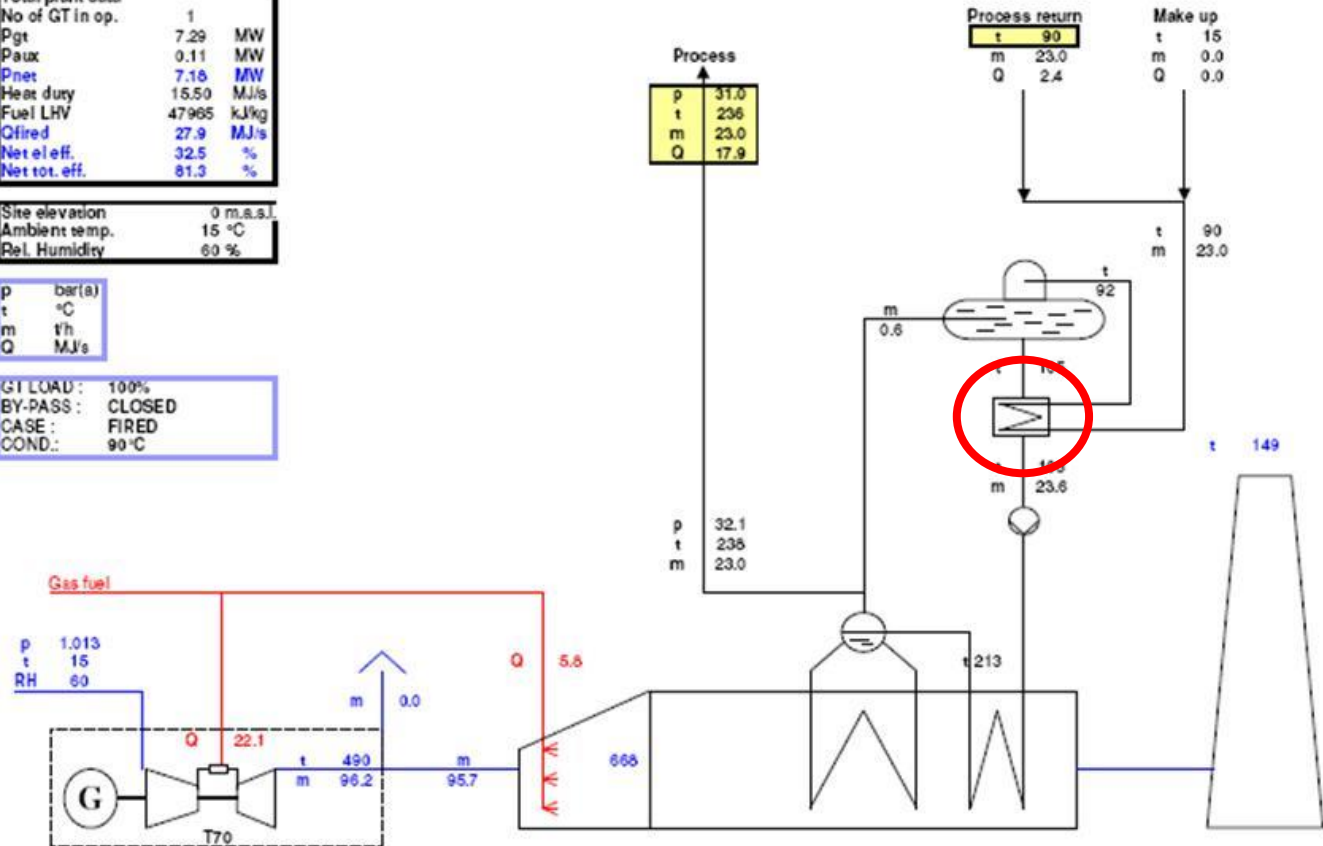 No of GT in op. 1
Pgt 7.29 MW
Paux 0.11 MW
Pnet 7.18 MW
Heat duty 15.50 MJ/s
Fuel LHV 47965 kJ/kg
Qfired 27.9 MJ/s
Net el eff. 32.5 %
Net tot. eff. 81.3 %
Site elevation 0 m.a.s.l.
Ambient temp. 15 °C
Rel. Humidity 60 %
p bar(a)
t °C
m t/h
Q MJ/s
GT LOAD : 100%
BY-PASS : CLOSED
CASE : FIRED
COND.: 90°C
Process
p 31.0
t 236
m 23.0
Q 17.9
Process return
t 90
m 23.0
Q 2.4
Make up
t 15
m 0.0
Q 0.0
t 90
m 23.0
t
92
m
0.6
t
m 23.6
t 149
p 32.1
t 238
m 23.0
Gas fuel
p 1.013
t 15
RH 60
Q 22.1
m 0.0
t 490
m 96.2
m
95.7
Q 5.8
668
t 213
G
T70